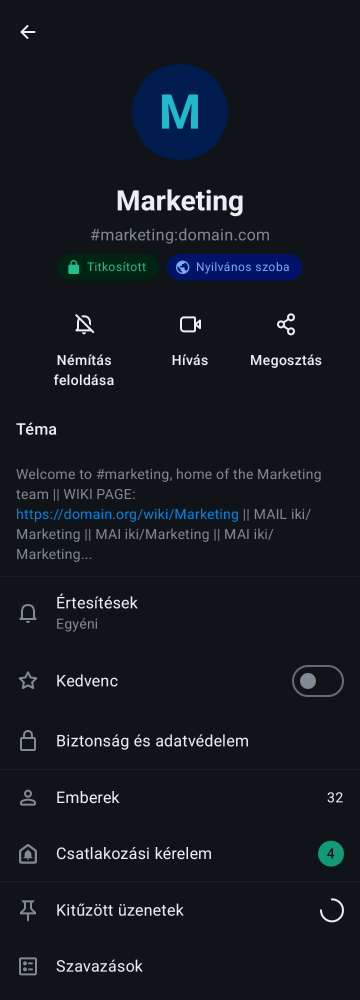 M
Marketing
#marketing:domain.com
Titkosított
Nyilvános szoba
Némítás
feloldása
Hívás
Megosztás
Téma
Welcome to #marketing, home of the Marketing
team || WIKI PAGE:
https://domain.org/wiki/Marketing || MAIL iki/
Marketing || MAI iki/Marketing || MAI iki/
Marketing...
Értesítések
Egyéni
Kedvenc
Biztonság és adatvédelem
Emberek 32
Csatlakozási kérelem 4
Kitűzött üzenetek
Szavazások